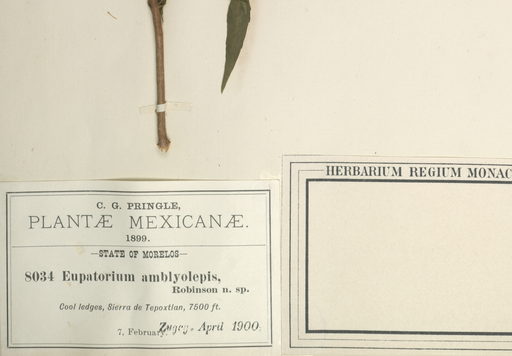 C. G. PRINGLE,
PLANTÆ MEXICANÆ.
1899.
STATE OF MORELOS
8034 Eupatorium amblyolepis,
Robinson n. sp.
Cool ledges, Sierra de Tepoxtlan, 7500 ft.
7, February. April 1900.
HERBARIUM REGIUM MONAC